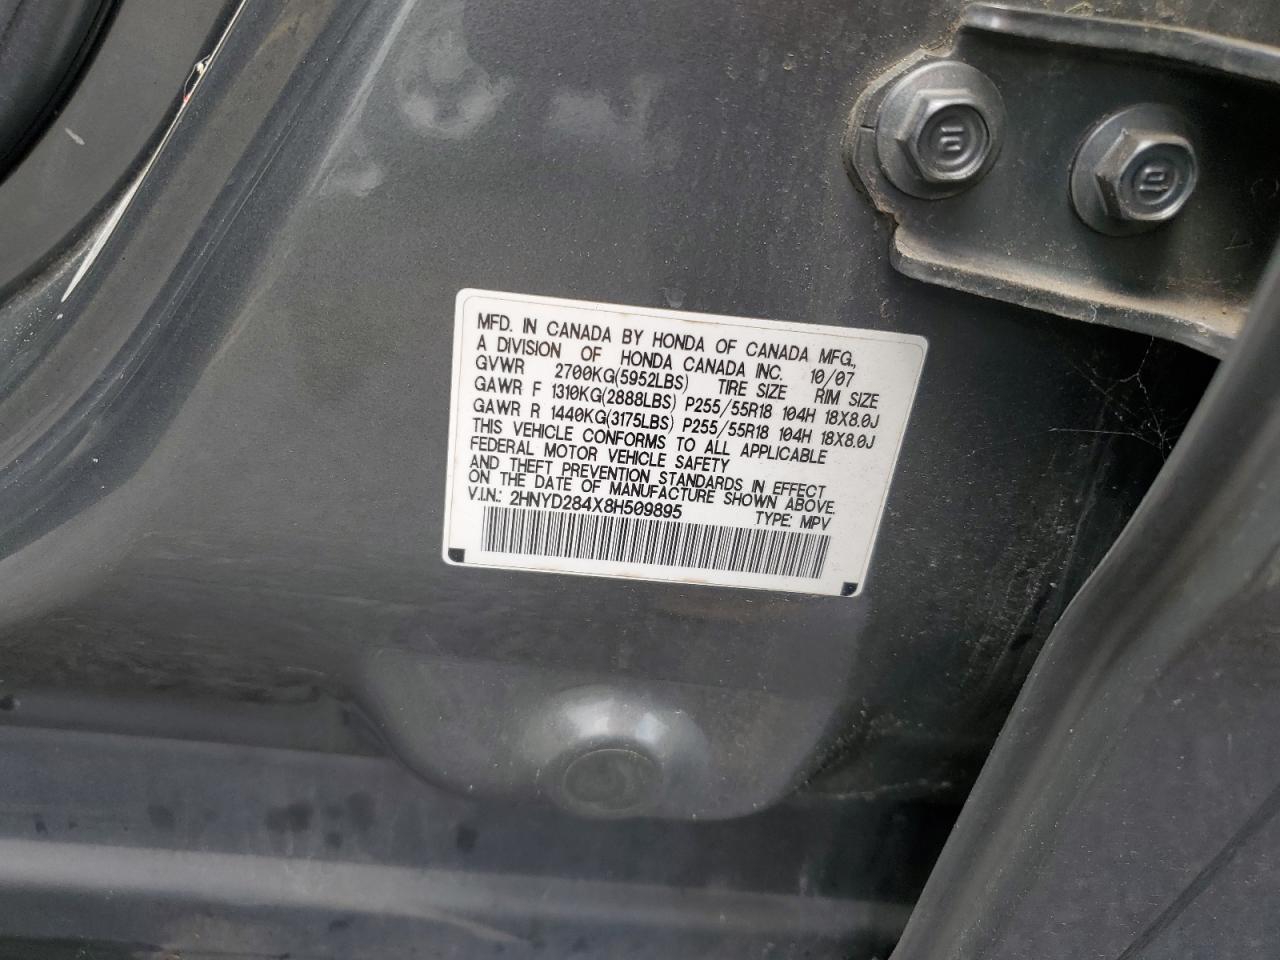 MFD. IN CANADA BY HONDA OF CANADA MFG.,
A DIVISION OF HONDA CANADA INC. 10/07
GVWR 2700KG(5952LBS) TIRE SIZE RIM SIZE
GAWR F 1310KG(2888LBS) P255/55R18 104H 18X8.0J
GAWR R 1440KG(3175LBS) P255/55R18 104H 18X8.0J
THIS VEHICLE CONFORMS TO ALL APPLICABLE
FEDERAL MOTOR VEHICLE SAFETY
AND THEFT PREVENTION STANDARDS IN EFFECT
ON THE DATE OF MANUFACTURE SHOWN ABOVE.
V.I.N.: 2HNYD284X8H509895 TYPE: MPV